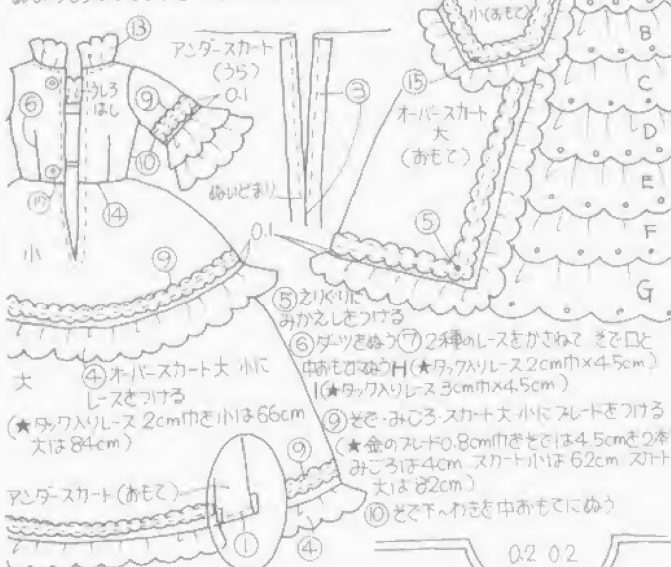 ⑬
アンダースカート
(うら)
うしろ
はし
⑥
⑨
0.1
⑩
⑭
③
ぬいどまり
小
⑨
0.1
小(おもて)
⑮
オーバースカート
大
(おもて)
⑤
B
C
D
E
F
G
⑤えりぐりに
みかえしをつける
⑥ダーツをぬう⑦2種のレースをかさねて そで口と
中おもてにぬうH(★タック入りレース2cm巾×4.5cm)
I(★タック入りレース3cm巾×4.5cm)
大
④オーバースカート大・小に
レースをつける
(★タック入りレース 2cm巾を小は66cm
大は84cm)
⑨そで・みごろ・スカート大・小にブレードをつける
(★金のブレード0.8cm巾をそでは4.5cmを2本
みごろは4cm スカート小は62cm スカート
大は82cm)
⑩そで下〜わきを中おもてにぬう
アンダースカート(おもて)
①
⑨
④
0.2 0.2